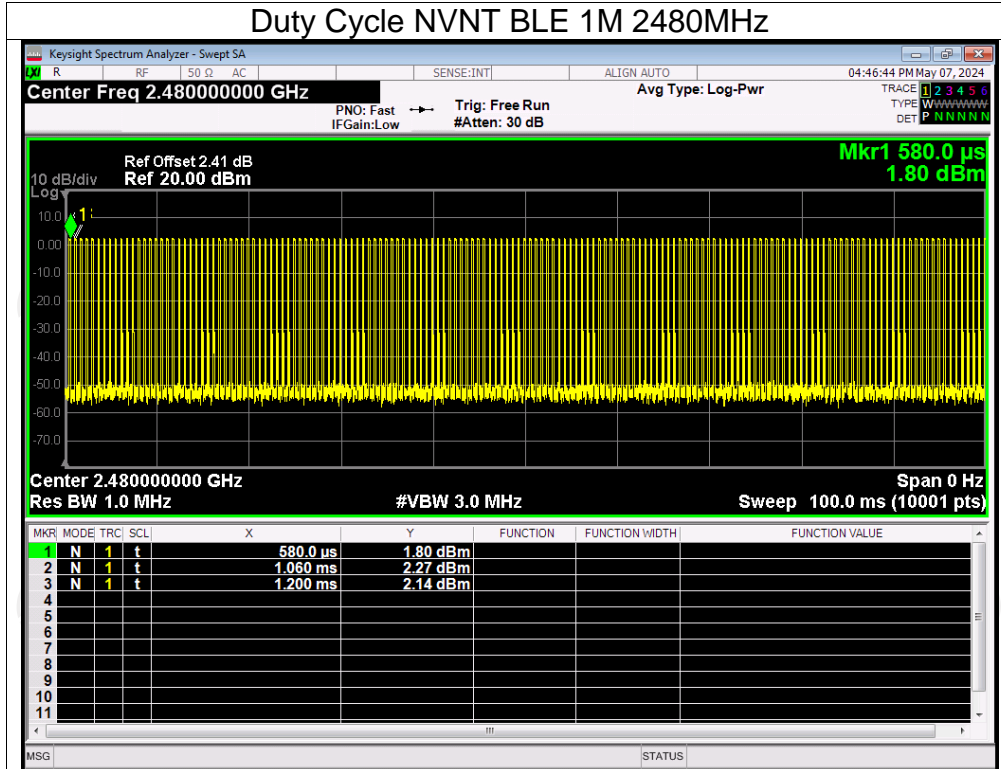 Duty Cycle NVNT BLE 1M 2480MHz
Keysight Spectrum Analyzer - Swept SA
LXI R RF 50 Ω AC SENSE:INT ALIGN AUTO 04:46:44 PM May 07, 2024
Center Freq 2.480000000 GHz Avg Type: Log-Pwr TRACE 1 2 3 4 5 6
PNO: Fast Trig: Free Run TYPE WWWWWW
IFGain:Low #Atten: 30 dB DET P N N N N N
Mkr1 580.0 µs
Ref Offset 2.41 dB
10 dB/div Ref 20.00 dBm 1.80 dBm
Log
10.0 1
0.00
-10.0
-20.0
-30.0
-40.0
-50.0
-60.0
-70.0
Center 2.480000000 GHz Span 0 Hz
Res BW 1.0 MHz #VBW 3.0 MHz Sweep 100.0 ms (10001 pts)
MKR MODE TRC SCL X Y FUNCTION FUNCTION WIDTH FUNCTION VALUE
1 N 1 t 580.0 µs 1.80 dBm
2 N 1 t 1.060 ms 2.27 dBm
3 N 1 t 1.200 ms 2.14 dBm
4
5
6
7
8
9
10
11
MSG STATUS